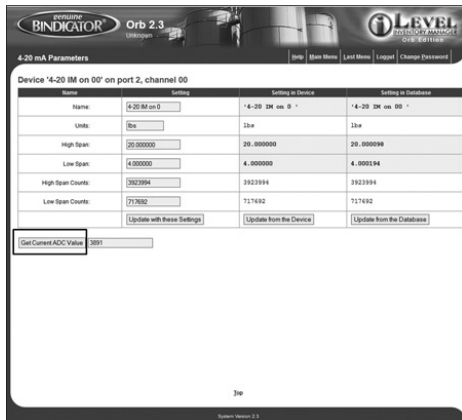 genuine
BINDICATOR
Orb 2.3
Unknown
iLEVEL
INVENTORY MANAGER
Orb Edition
4-20 mA Parameters
Help Main Menu Last Menu Logout Change Password
Device '4-20 IM on 00' on port 2, channel 00
Name Setting Setting in Device Setting in Database
Name: 4-20 IM on 0 '4-20 IM on 0 ' '4-20 IM on 00 '
Units: lbs lbs lbs
High Span: 20.000000 20.000000 20.000090
Low Span: 4.000000 4.000000 4.000194
High Span Counts: 3923994 3923994 3923994
Low Span Counts: 717692 717692 717692
Update with these Settings Update from the Device Update from the Database
Get Current ADC Value 3891
Top
System Version 2.3